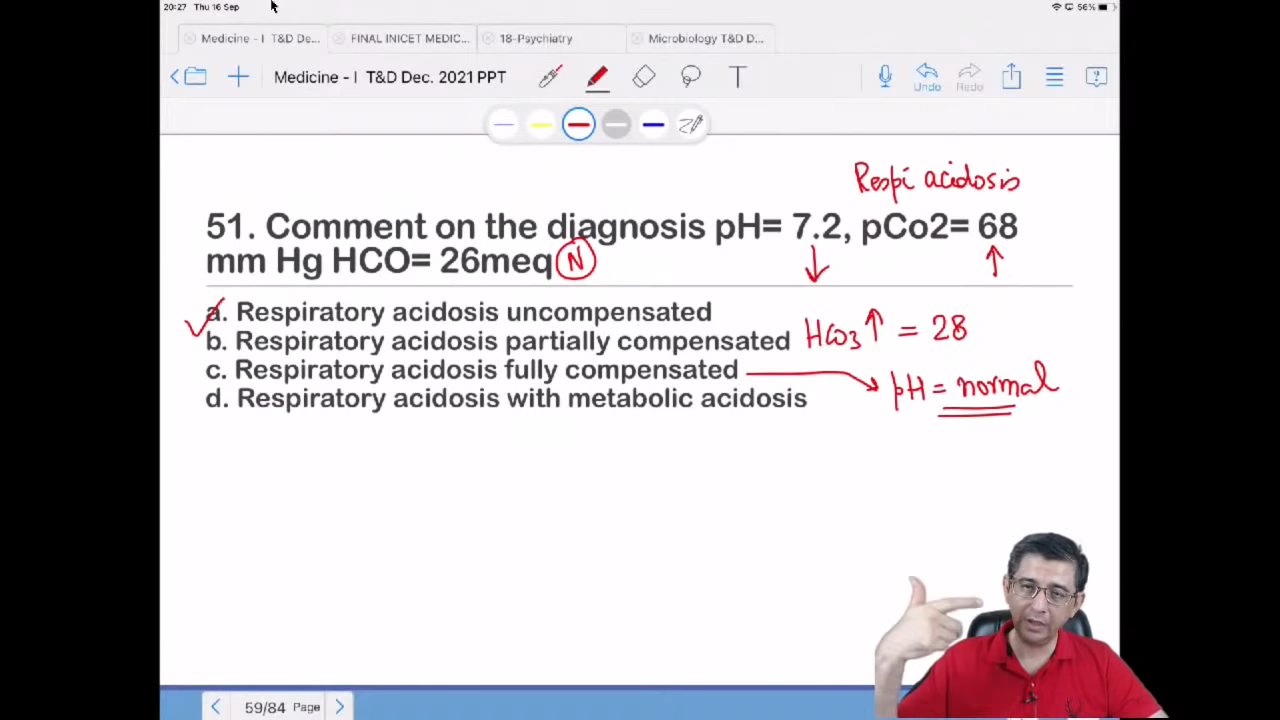 20:27 Thu 16 Sep
56%
Medicine - I T&D De...
FINAL INICET MEDIC...
18-Psychiatry
Microbiology T&D D...
Medicine - I T&D Dec. 2021 PPT
T
Undo
Redo
Respi acidosis
51. Comment on the diagnosis pH= 7.2, pCo2= 68
mm Hg HCO= 26meq N
↓ ↑
a. Respiratory acidosis uncompensated
b. Respiratory acidosis partially compensated HCO3↑ = 28
c. Respiratory acidosis fully compensated → pH = normal
d. Respiratory acidosis with metabolic acidosis
59/84 Page